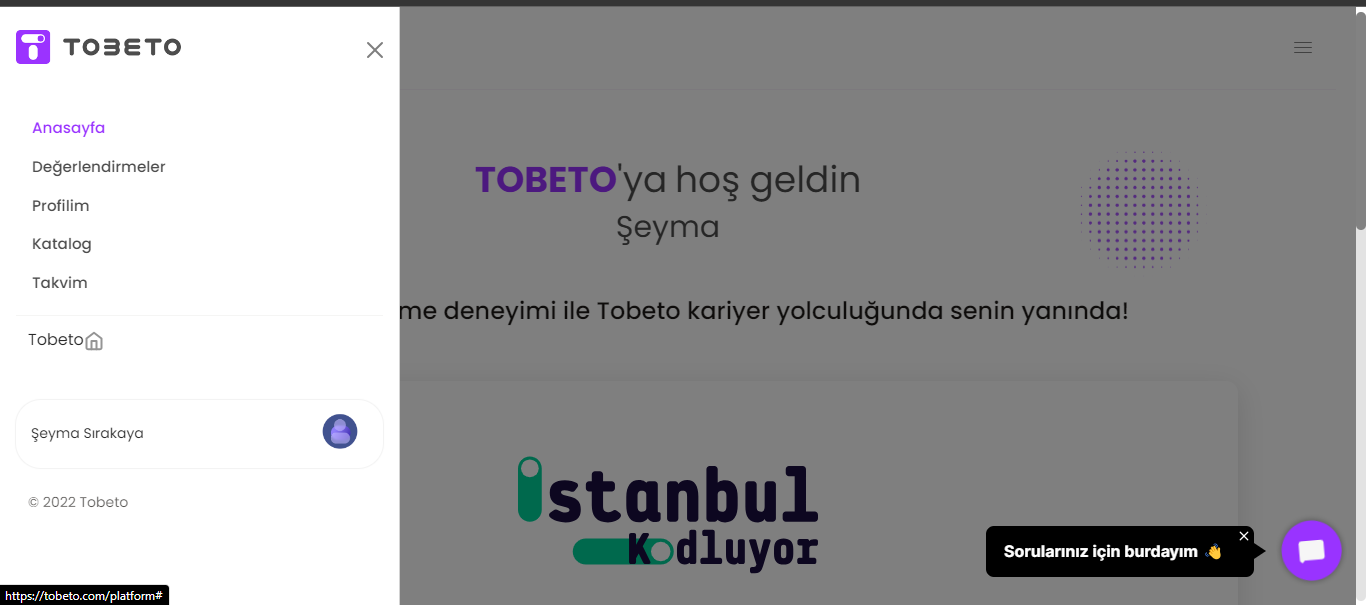 TOBETO
Anasayfa
Değerlendirmeler
Profilim
Katalog
Takvim
Tobeto
Şeyma Sırakaya
© 2022 Tobeto
https://tobeto.com/platform#
TOBETO'ya hoş geldin
Şeyma
me deneyimi ile Tobeto kariyer yolculuğunda senin yanında!
istanbul
Kodluyor
Sorularınız için burdayım 👋